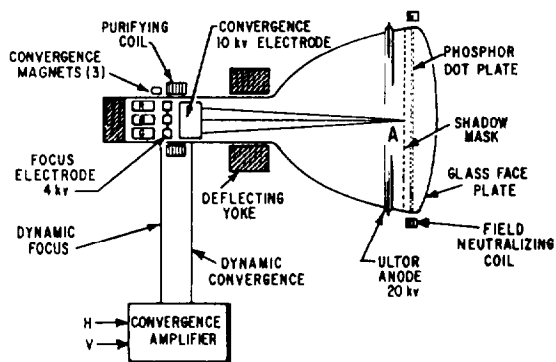 PURIFYING
COIL
CONVERGENCE
10 KV ELECTRODE
CONVERGENCE
MAGNETS (3)
PHOSPHOR
DOT PLATE
A
SHADOW
MASK
GLASS FACE
PLATE
FOCUS
ELECTRODE
4 KV
DEFLECTING
YOKE
FIELD
NEUTRALIZING
COIL
ULTOR
ANODE
20 KV
DYNAMIC
FOCUS
DYNAMIC
CONVERGENCE
H
V
CONVERGENCE
AMPLIFIER